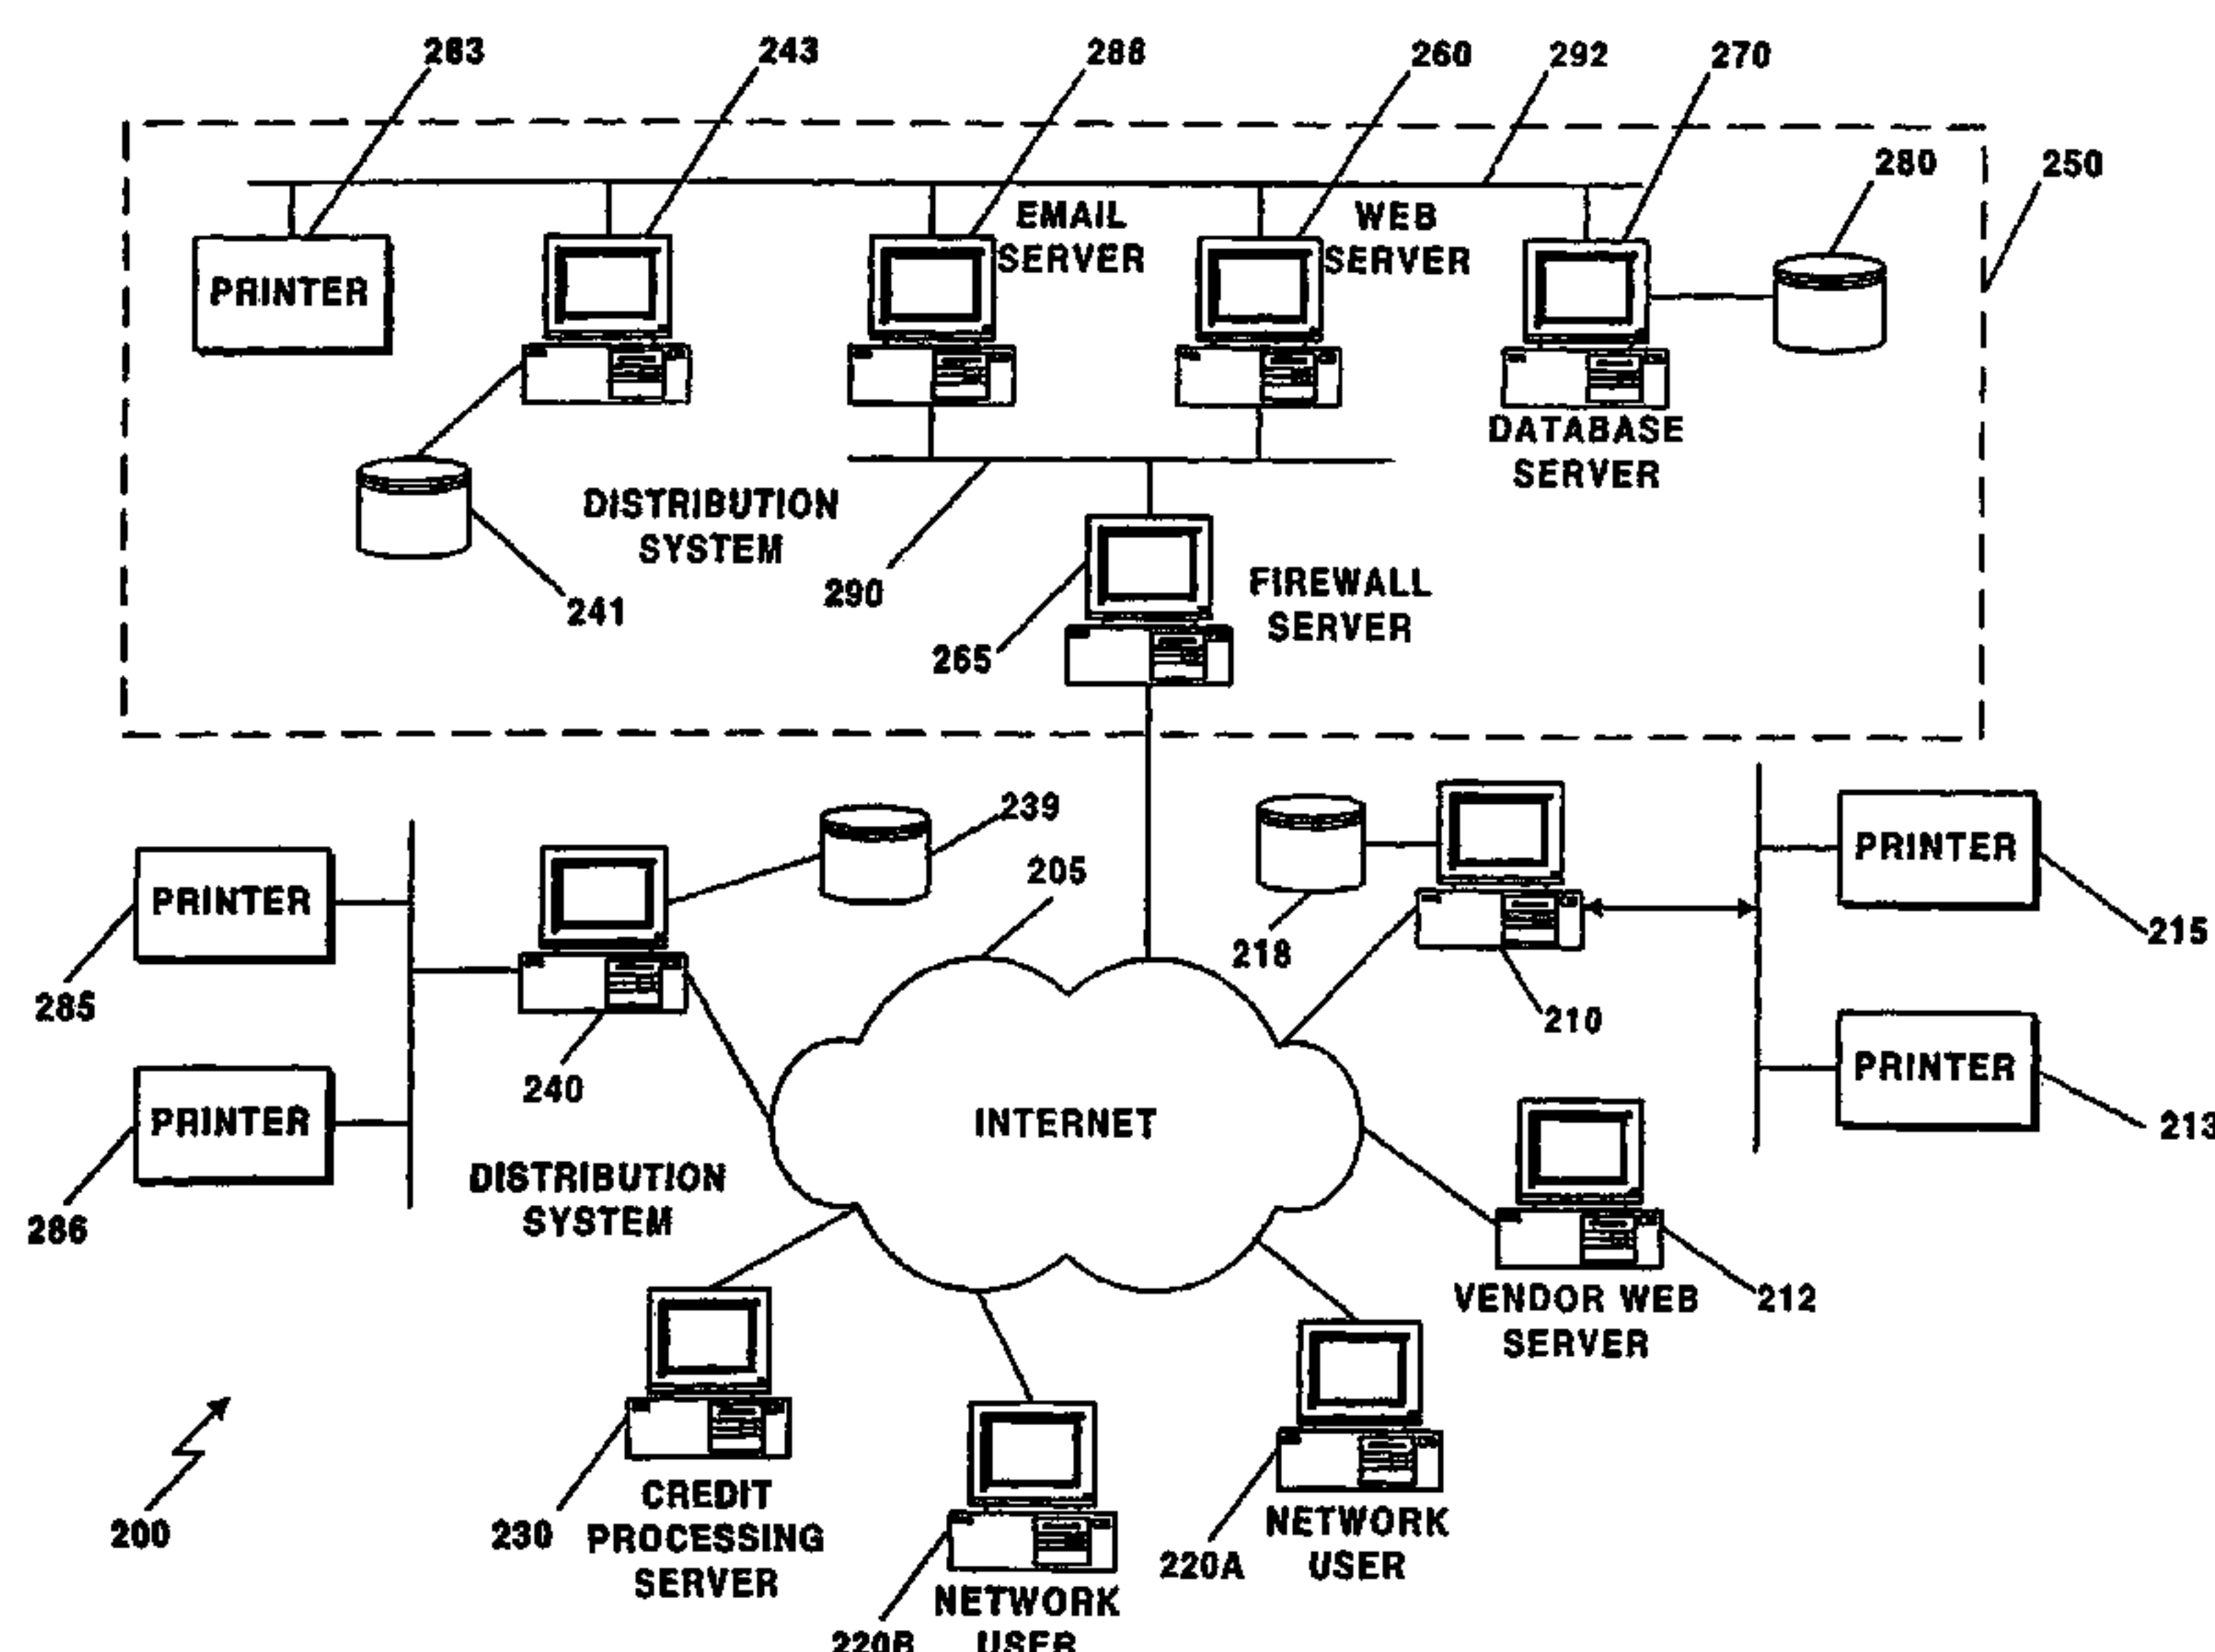 283
243
288
260
292
270
280
250
EMAIL
SERVER
WEB
SERVER
PRINTER
DATABASE
SERVER
DISTRIBUTION
SYSTEM
241
290
FIREWALL
SERVER
265
239
205
PRINTER
PRINTER
215
218
210
285
240
PRINTER
PRINTER
213
INTERNET
286
DISTRIBUTION
SYSTEM
VENDOR WEB
SERVER
212
CREDIT
PROCESSING
SERVER
230
200
NETWORK
USER
220A
NETWORK
USER
220B